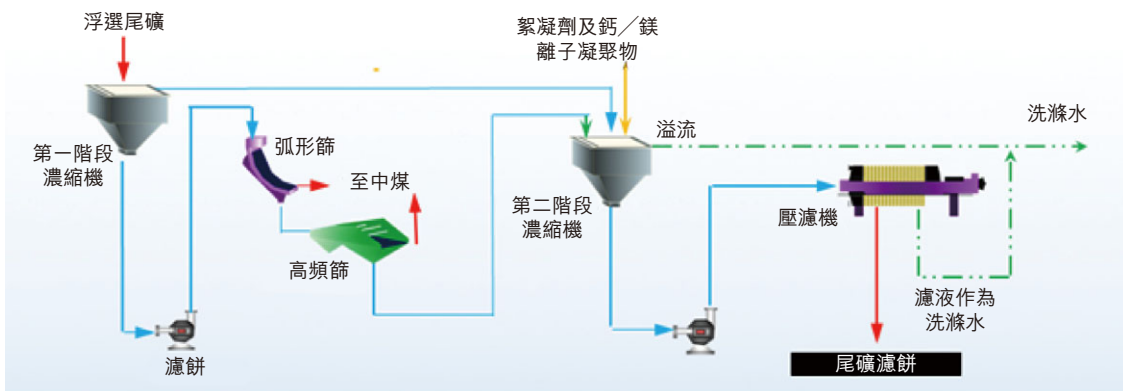 浮選尾礦
絮凝劑及鈣／鎂
離子凝聚物
洗滌水
溢流
弧形篩
第一階段
濃縮機
至中煤
第二階段
濃縮機
壓濾機
高頻篩
濾液作為
洗滌水
濾餅
尾礦濾餅